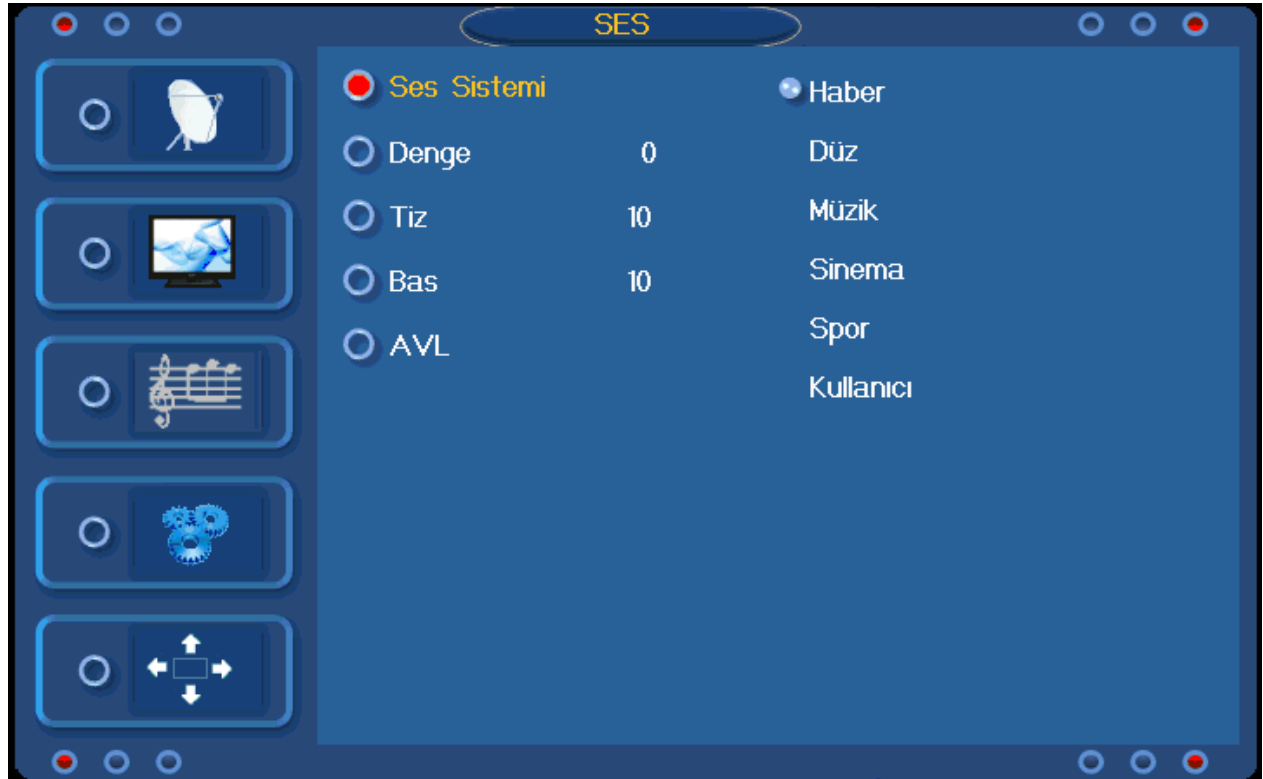 SES
Ses Sistemi
Denge 0
Tiz 10
Bas 10
AVL
Haber
Düz
Müzik
Sinema
Spor
Kullanıcı